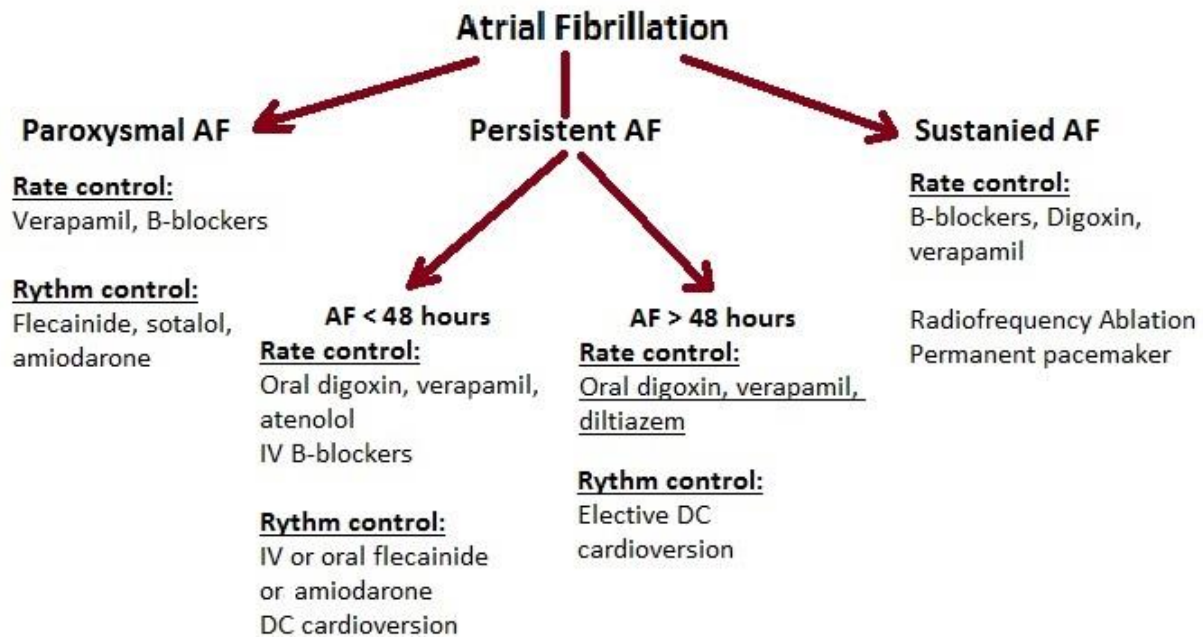 Atrial Fibrillation
Paroxysmal AF
Rate control:
Verapamil, B-blockers
Rythm control:
Flecainide, sotalol,
amiodarone
Persistent AF
AF < 48 hours
Rate control:
Oral digoxin, verapamil,
atenolol
IV B-blockers
Rythm control:
IV or oral flecainide
or amiodarone
DC cardioversion
AF > 48 hours
Rate control:
Oral digoxin, verapamil,
diltiazem
Rythm control:
Elective DC
cardioversion
Sustanied AF
Rate control:
B-blockers, Digoxin,
verapamil
Radiofrequency Ablation
Permanent pacemaker